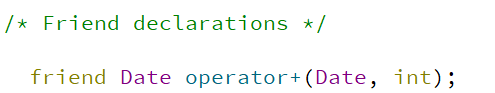 /* Friend declarations */
friend Date operator+(Date, int);